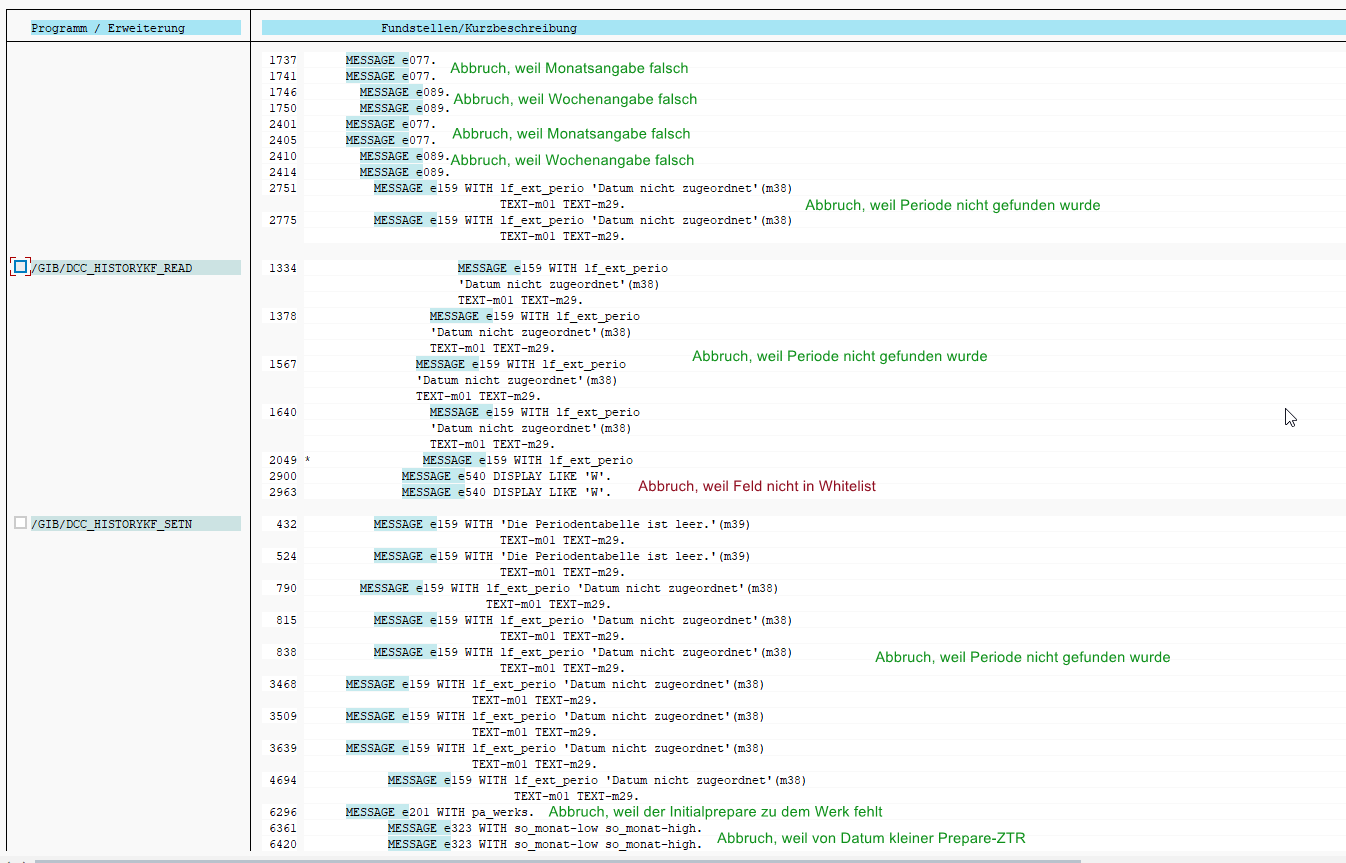 Programm / Erweiterung Fundstellen/Kurzbeschreibung
1737 MESSAGE e077.
Abbruch, weil Monatsangabe falsch
1741 MESSAGE e077.
1746 MESSAGE e089.
Abbruch, weil Wochenangabe falsch
1750 MESSAGE e089.
2401 MESSAGE e077.
Abbruch, weil Monatsangabe falsch
2405 MESSAGE e077.
2410 MESSAGE e089.
Abbruch, weil Wochenangabe falsch
2414 MESSAGE e089.
2751 MESSAGE e159 WITH lf_ext_perio 'Datum nicht zugeordnet'(m38)
TEXT-m01 TEXT-m29.
Abbruch, weil Periode nicht gefunden wurde
2775 MESSAGE e159 WITH lf_ext_perio 'Datum nicht zugeordnet'(m38)
TEXT-m01 TEXT-m29.
/GIB/DCC_HISTORYKF_READ 1334 MESSAGE e159 WITH lf_ext_perio
'Datum nicht zugeordnet'(m38)
TEXT-m01 TEXT-m29.
1378 MESSAGE e159 WITH lf_ext_perio
'Datum nicht zugeordnet'(m38)
TEXT-m01 TEXT-m29.
Abbruch, weil Periode nicht gefunden wurde
1567 MESSAGE e159 WITH lf_ext_perio
'Datum nicht zugeordnet'(m38)
TEXT-m01 TEXT-m29.
1640 MESSAGE e159 WITH lf_ext_perio
'Datum nicht zugeordnet'(m38)
TEXT-m01 TEXT-m29.
2049 * MESSAGE e159 WITH lf_ext_perio
2900 MESSAGE e540 DISPLAY LIKE 'W'.
Abbruch, weil Feld nicht in Whitelist
2963 MESSAGE e540 DISPLAY LIKE 'W'.
/GIB/DCC_HISTORYKF_SETN 432 MESSAGE e159 WITH 'Die Periodentabelle ist leer.'(m39)
TEXT-m01 TEXT-m29.
524 MESSAGE e159 WITH 'Die Periodentabelle ist leer.'(m39)
TEXT-m01 TEXT-m29.
790 MESSAGE e159 WITH lf_ext_perio 'Datum nicht zugeordnet'(m38)
TEXT-m01 TEXT-m29.
815 MESSAGE e159 WITH lf_ext_perio 'Datum nicht zugeordnet'(m38)
TEXT-m01 TEXT-m29.
838 MESSAGE e159 WITH lf_ext_perio 'Datum nicht zugeordnet'(m38)
Abbruch, weil Periode nicht gefunden wurde
TEXT-m01 TEXT-m29.
3468 MESSAGE e159 WITH lf_ext_perio 'Datum nicht zugeordnet'(m38)
TEXT-m01 TEXT-m29.
3509 MESSAGE e159 WITH lf_ext_perio 'Datum nicht zugeordnet'(m38)
TEXT-m01 TEXT-m29.
3639 MESSAGE e159 WITH lf_ext_perio 'Datum nicht zugeordnet'(m38)
TEXT-m01 TEXT-m29.
4694 MESSAGE e159 WITH lf_ext_perio 'Datum nicht zugeordnet'(m38)
TEXT-m01 TEXT-m29.
6296 MESSAGE e201 WITH pa_werks. Abbruch, weil der Initialprepare zu dem Werk fehlt
6361 MESSAGE e323 WITH so_monat-low so_monat-high.
Abbruch, weil von Datum kleiner Prepare-ZTR
6420 MESSAGE e323 WITH so_monat-low so_monat-high.